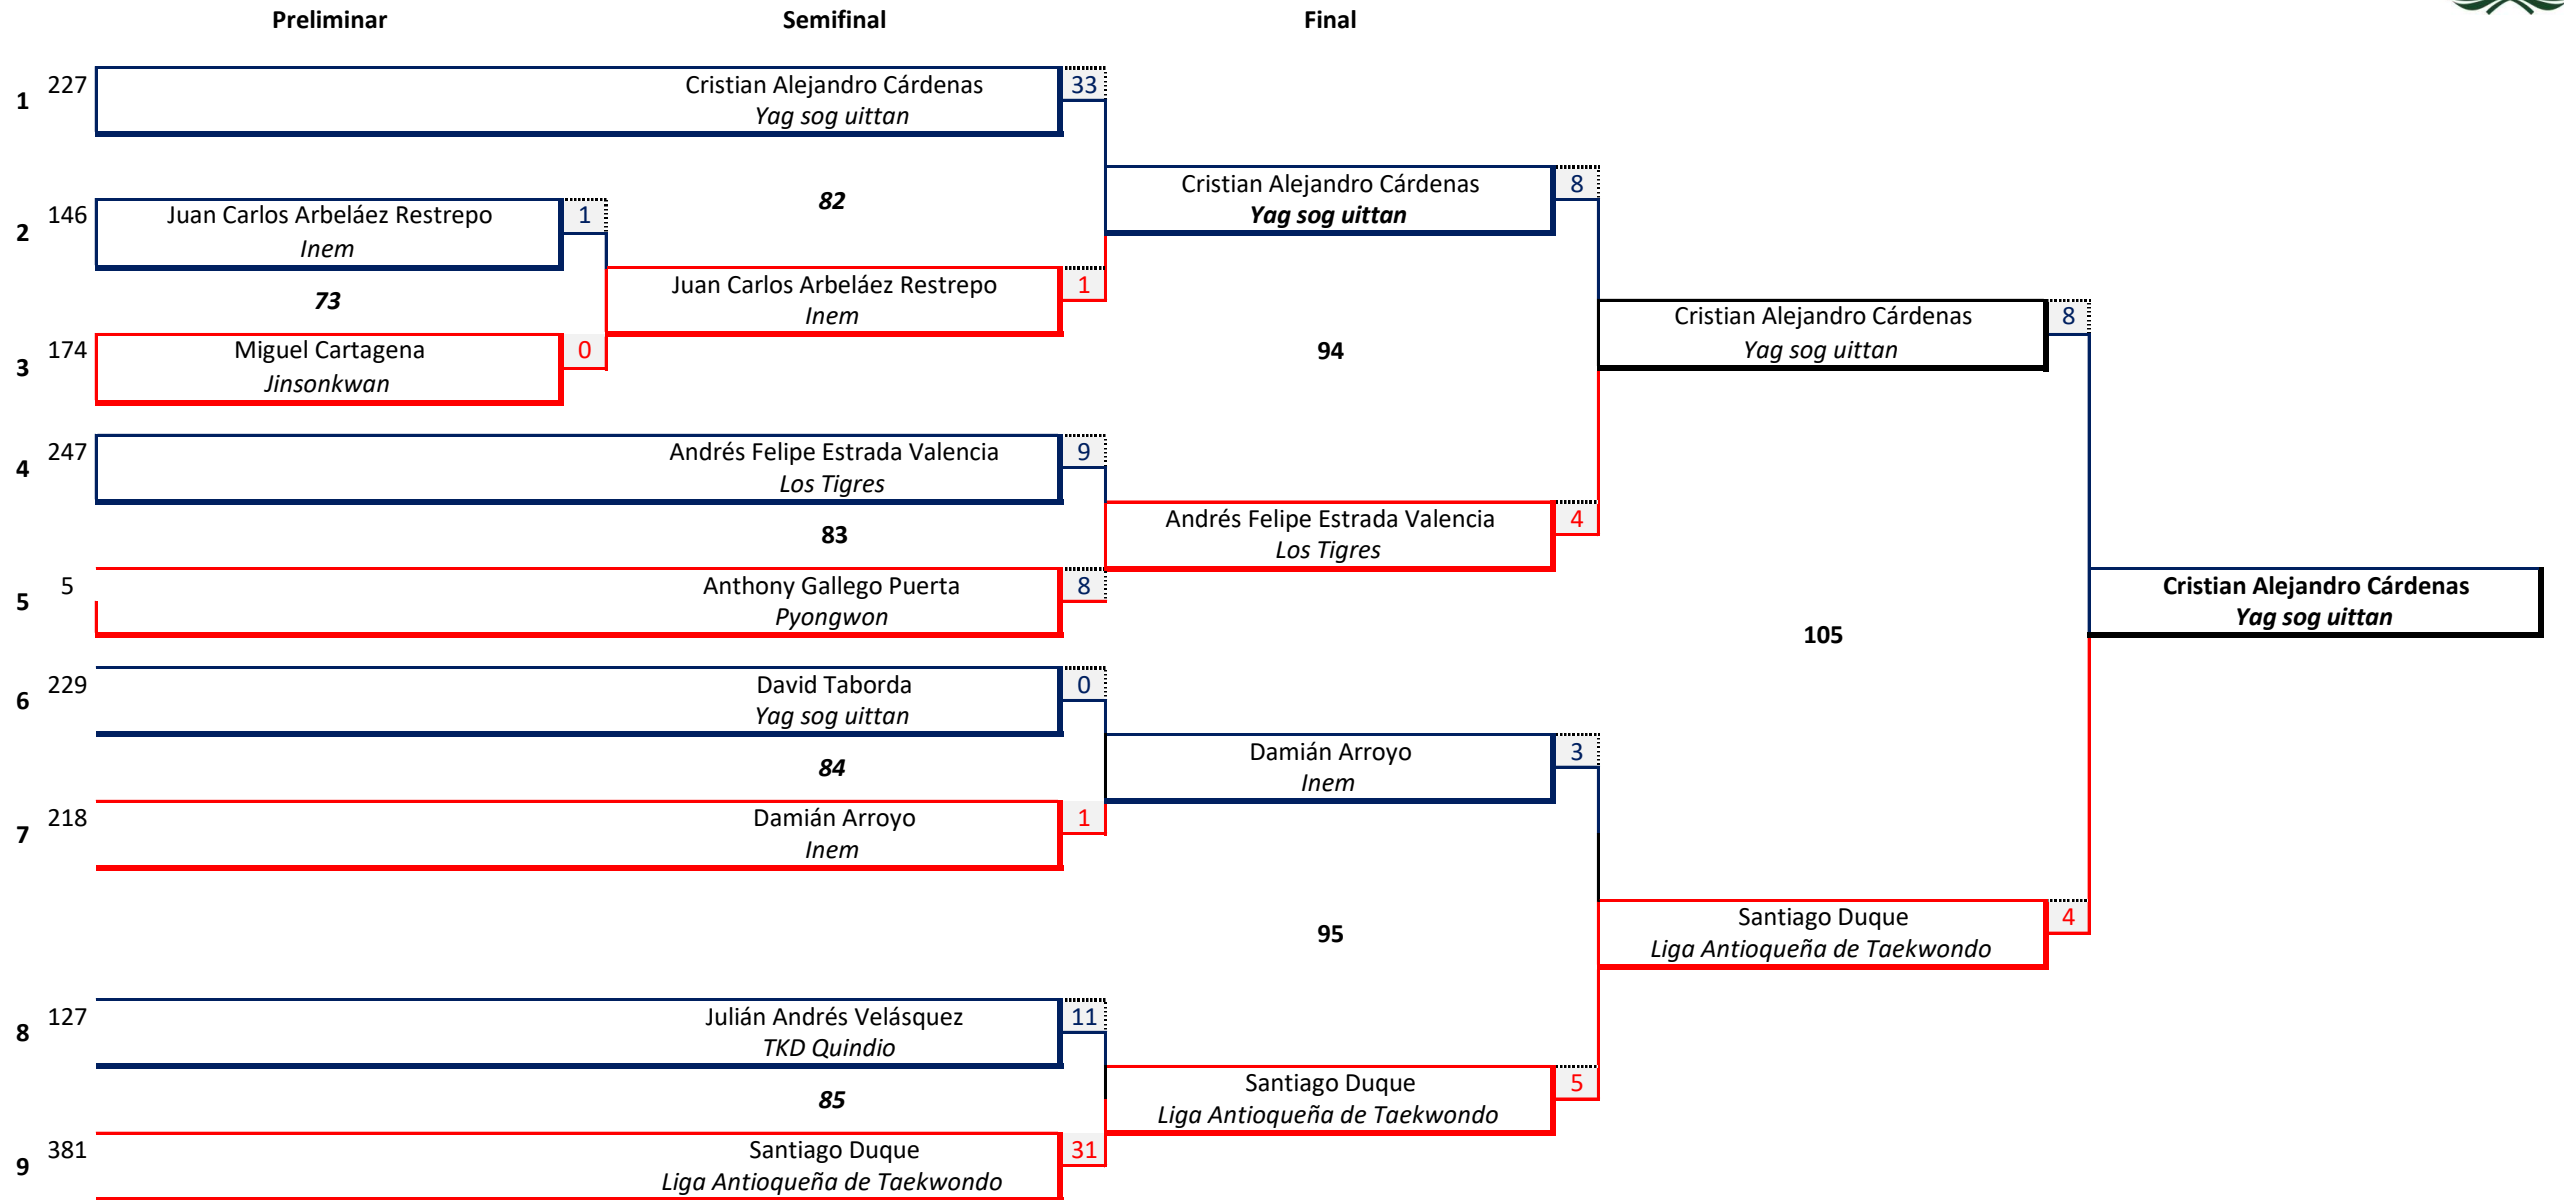 Preliminar Semifinal Final
227 Cristian Alejandro Cárdenas 33
1 Yag sog uittan
Cristian Alejandro Cárdenas 8
82
146 Juan Carlos Arbeláez Restrepo 1 Yag sog uittan
2 Inem
Juan Carlos Arbeláez Restrepo 1
73 Inem Cristian Alejandro Cárdenas 8
174 Miguel Cartagena 0 94 Yag sog uittan
3 Jinsonkwan
247 Andrés Felipe Estrada Valencia 9
4 Los Tigres
Andrés Felipe Estrada Valencia 4
83 Los Tigres
5 Anthony Gallego Puerta 8 Cristian Alejandro Cárdenas
5 Pyongwon Yag sog uittan
105
229 David Taborda 0
6 Yag sog uittan
Damián Arroyo 3
84 Inem
218 Damián Arroyo 1
7 Inem
Santiago Duque 4
95 Liga Antioqueña de Taekwondo
127 Julián Andrés Velásquez 11
8 TKD Quindio
Santiago Duque 5
85 Liga Antioqueña de Taekwondo
381 Santiago Duque 31
9 Liga Antioqueña de Taekwondo